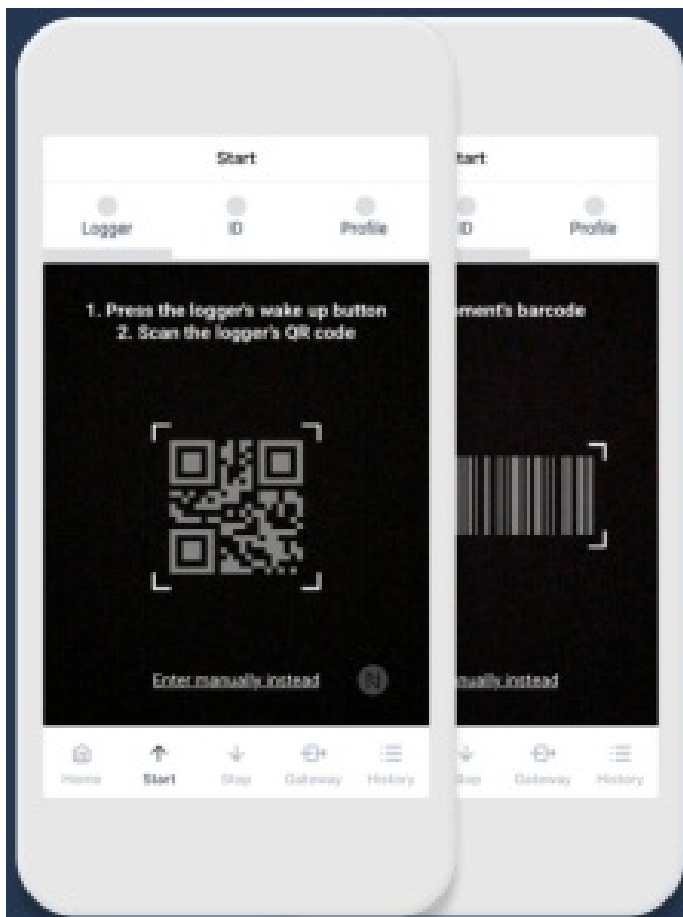 Start
Logger ID Profile
1. Press the logger's wake up button
2. Scan the logger's QR code
Enter manually instead
Home Start Stop Gateway History
tart
ID Profile
ment's barcode
nually instead
top Gateway History